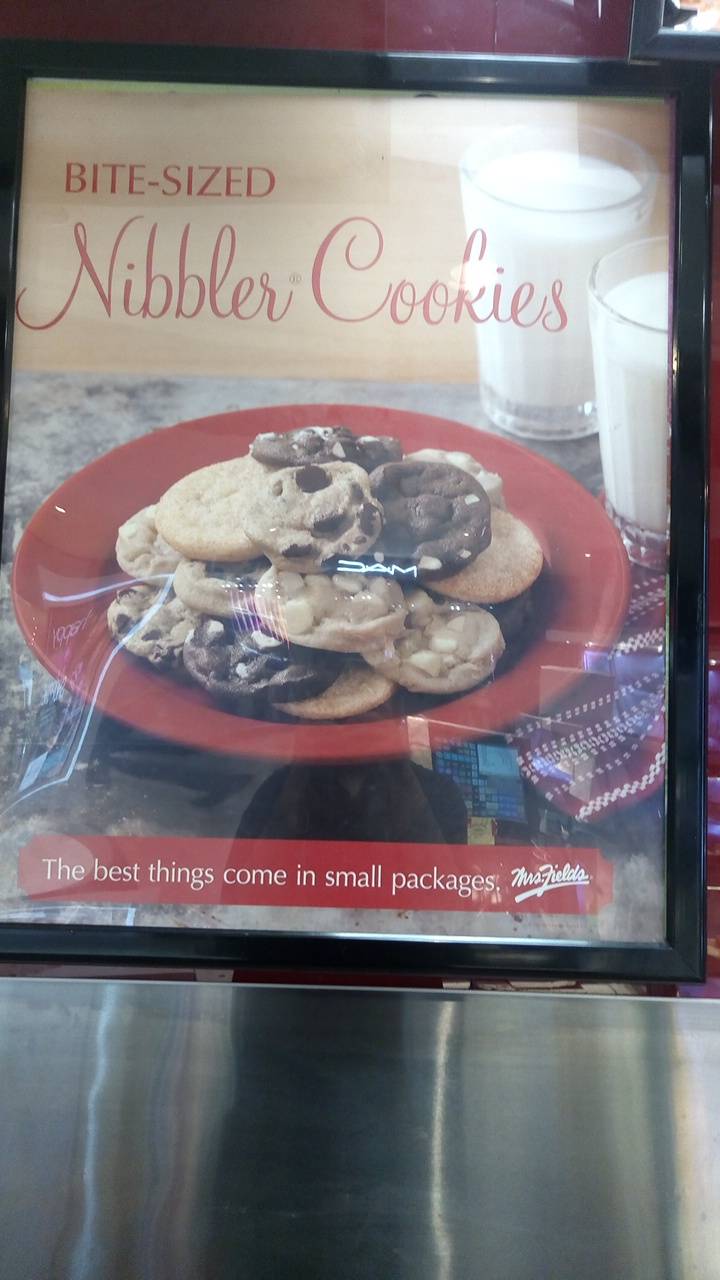 BITE-SIZED
Nibbler® Cookies
The best things come in small packages. Mrs. Fields